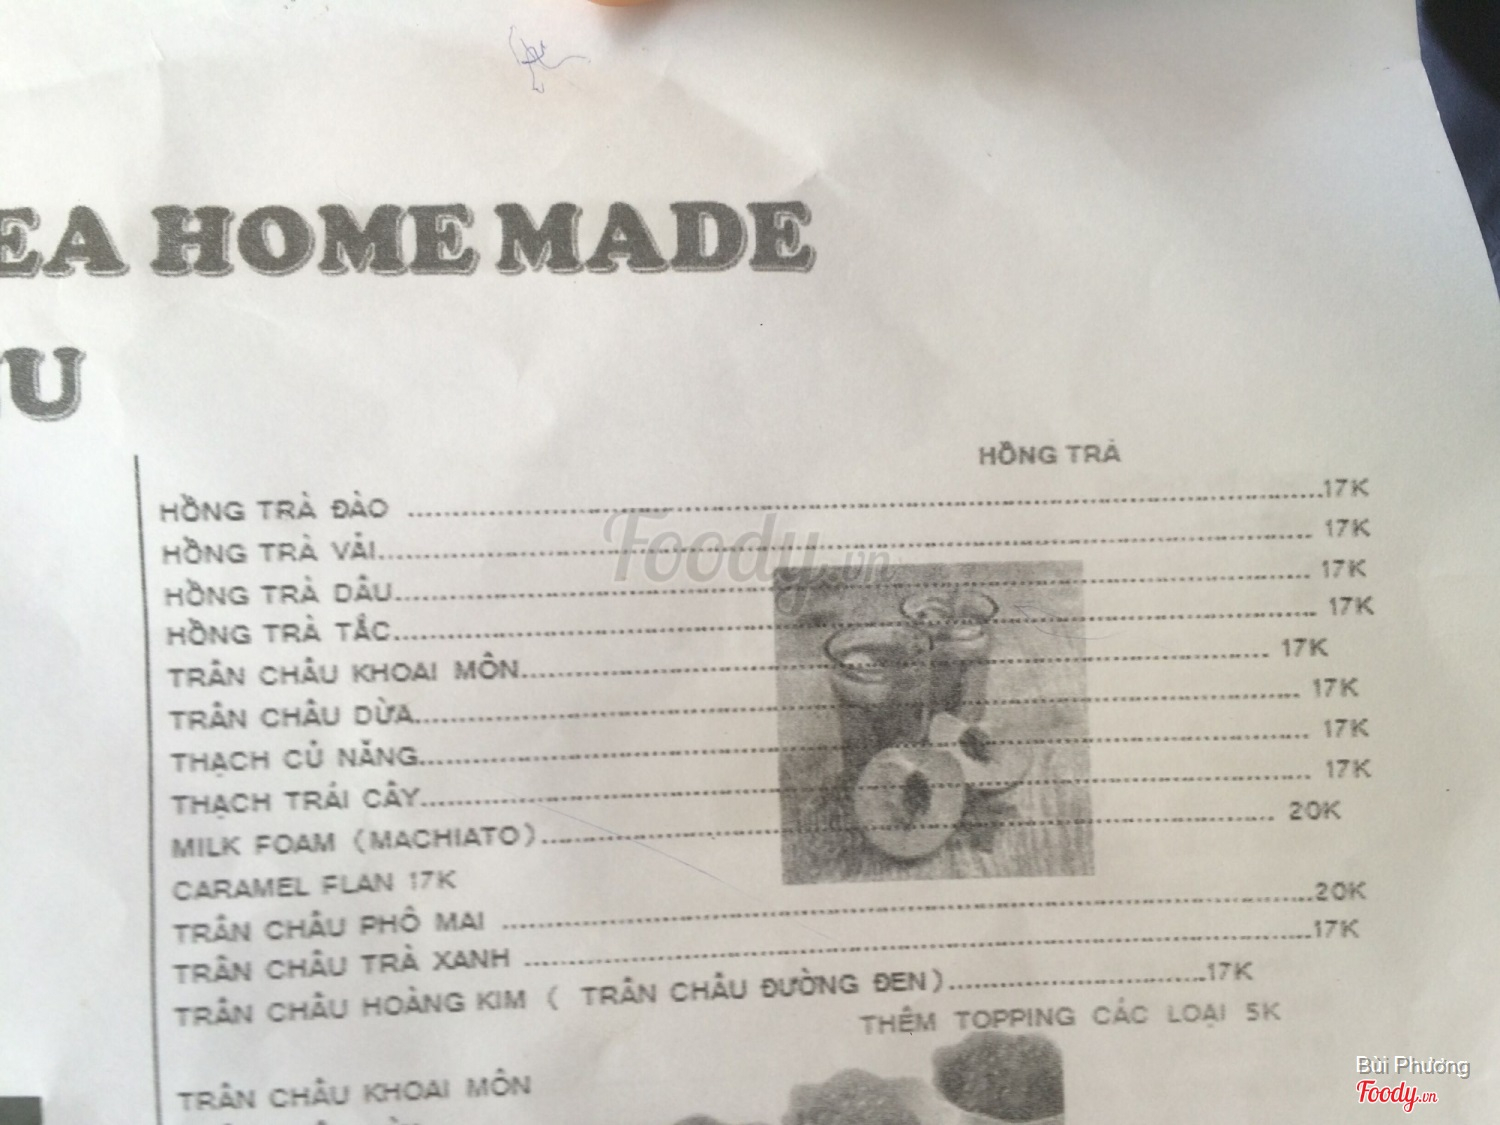 EA HOME MADE
NU
HỒNG TRÀ
HỒNG TRÀ ĐÀO ........17K
HỒNG TRÀ VẢI........ 17K
HỒNG TRÀ DÂU........ 17K
HỒNG TRÀ TẮC........ 17K
TRÂN CHÂU KHOAI MÔN........ 17K
TRÂN CHÂU DỪA........ 17K
THẠCH CỦ NĂNG........ 17K
THẠCH TRÁI CÂY........ 17K
MILK FOAM (MACHIATO)........ 20K
CARAMEL FLAN 17K
TRÂN CHÂU PHÔ MAI ........20K
TRÂN CHÂU TRÀ XANH ........17K
TRÂN CHÂU HOÀNG KIM ( TRÂN CHÂU ĐƯỜNG ĐEN)........17K
THÊM TOPPING CÁC LOẠI 5K
TRÂN CHÂU KHOAI MÔN
Foody.vn
Bùi Phương
Foody.vn